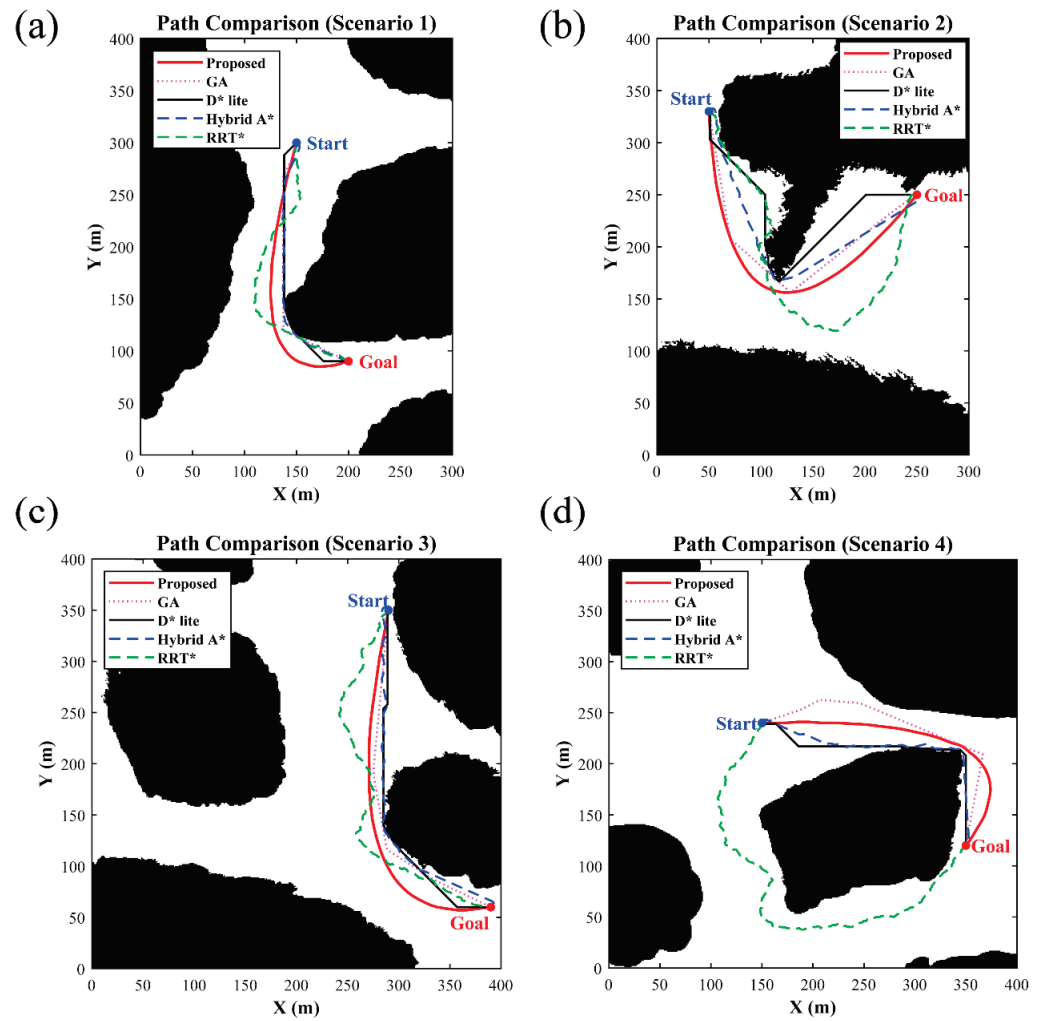 (a)
Path Comparison (Scenario 1)
Proposed
GA
D* lite
Hybrid A*
RRT*
Start
Goal
Y (m)
400
350
300
250
200
150
100
50
0
0 50 100 150 200 250 300
X (m)
(b)
Path Comparison (Scenario 2)
Proposed
GA
D* lite
Hybrid A*
RRT*
Start
Goal
Y (m)
400
350
300
250
200
150
100
50
0
0 50 100 150 200 250 300
X (m)
(c)
Path Comparison (Scenario 3)
Proposed
GA
D* lite
Hybrid A*
RRT*
Start
Goal
Y (m)
400
350
300
250
200
150
100
50
0
0 50 100 150 200 250 300 350 400
X (m)
(d)
Path Comparison (Scenario 4)
Proposed
GA
D* lite
Hybrid A*
RRT*
Start
Goal
Y (m)
400
350
300
250
200
150
100
50
0
0 50 100 150 200 250 300 350 400
X (m)